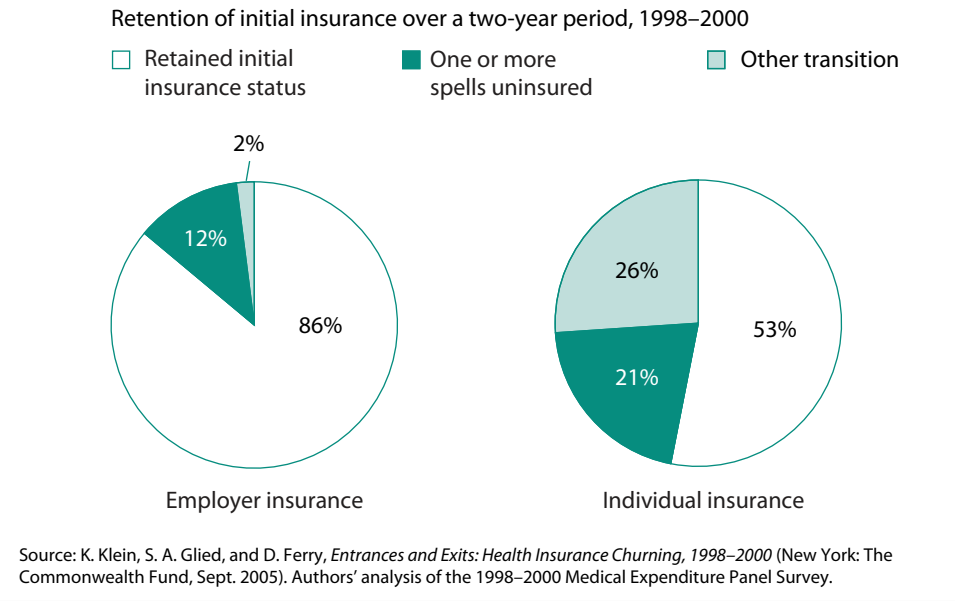 Retention of initial insurance over a two-year period, 1998–2000
Retained initial
insurance status
One or more
spells uninsured
Other transition
2%
12%
86%
26%
53%
21%
Employer insurance
Individual insurance
Source: K. Klein, S. A. Glied, and D. Ferry, Entrances and Exits: Health Insurance Churning, 1998–2000 (New York: The
Commonwealth Fund, Sept. 2005). Authors’ analysis of the 1998–2000 Medical Expenditure Panel Survey.